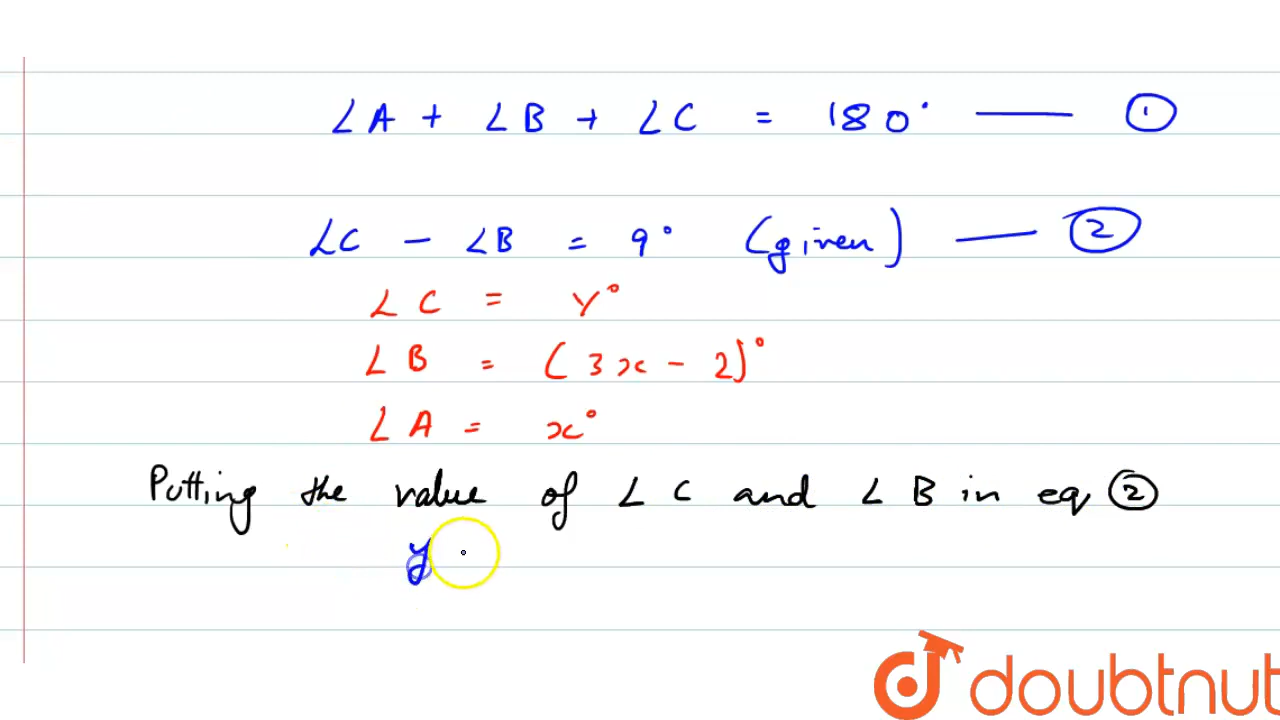 ∠A + ∠B + ∠C = 180° —— ①
∠C - ∠B = 9° (given) —— ②
∠C = y°
∠B = (3x - 2)°
∠A = x°
Putting the value of ∠C and ∠B in eq ②
y
doubtnut